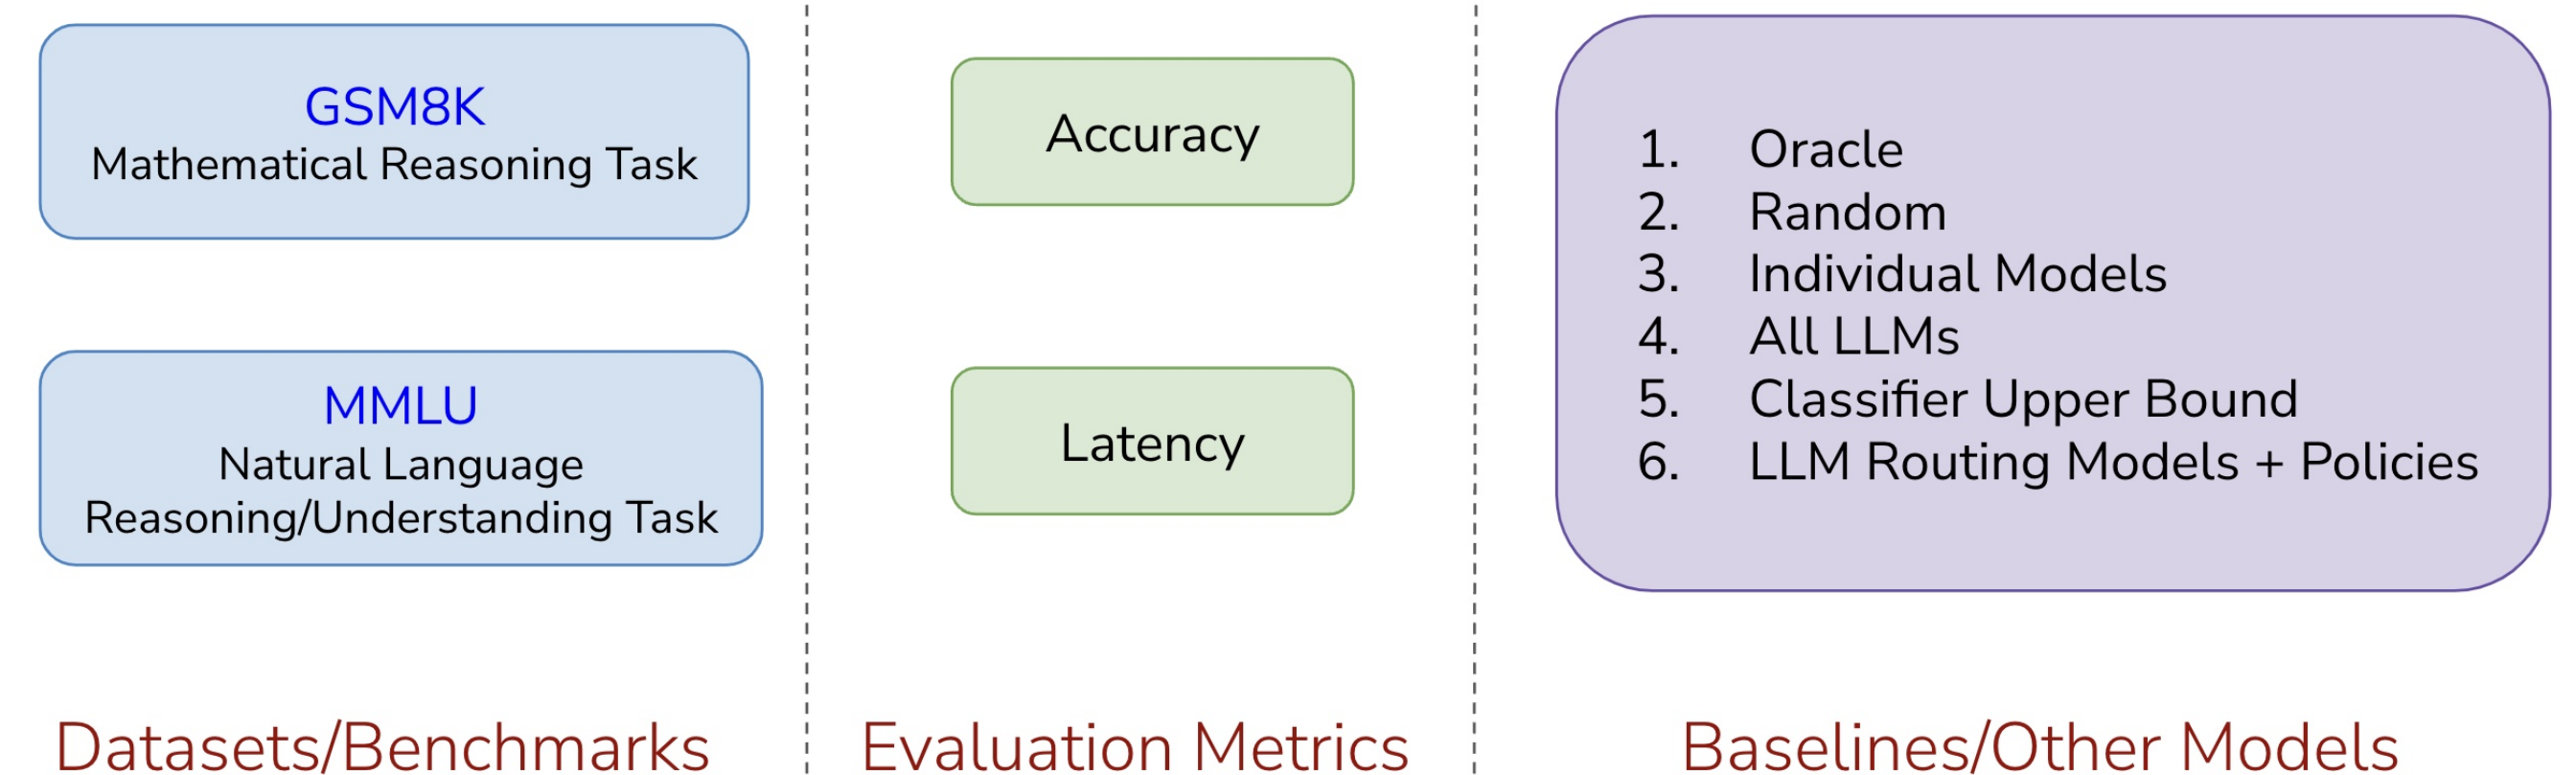 GSM8K
Mathematical Reasoning Task
MMLU
Natural Language
Reasoning/Understanding Task
Datasets/Benchmarks
Accuracy
Latency
Evaluation Metrics
1. Oracle
2. Random
3. Individual Models
4. All LLMs
5. Classifier Upper Bound
6. LLM Routing Models + Policies
Baselines/Other Models